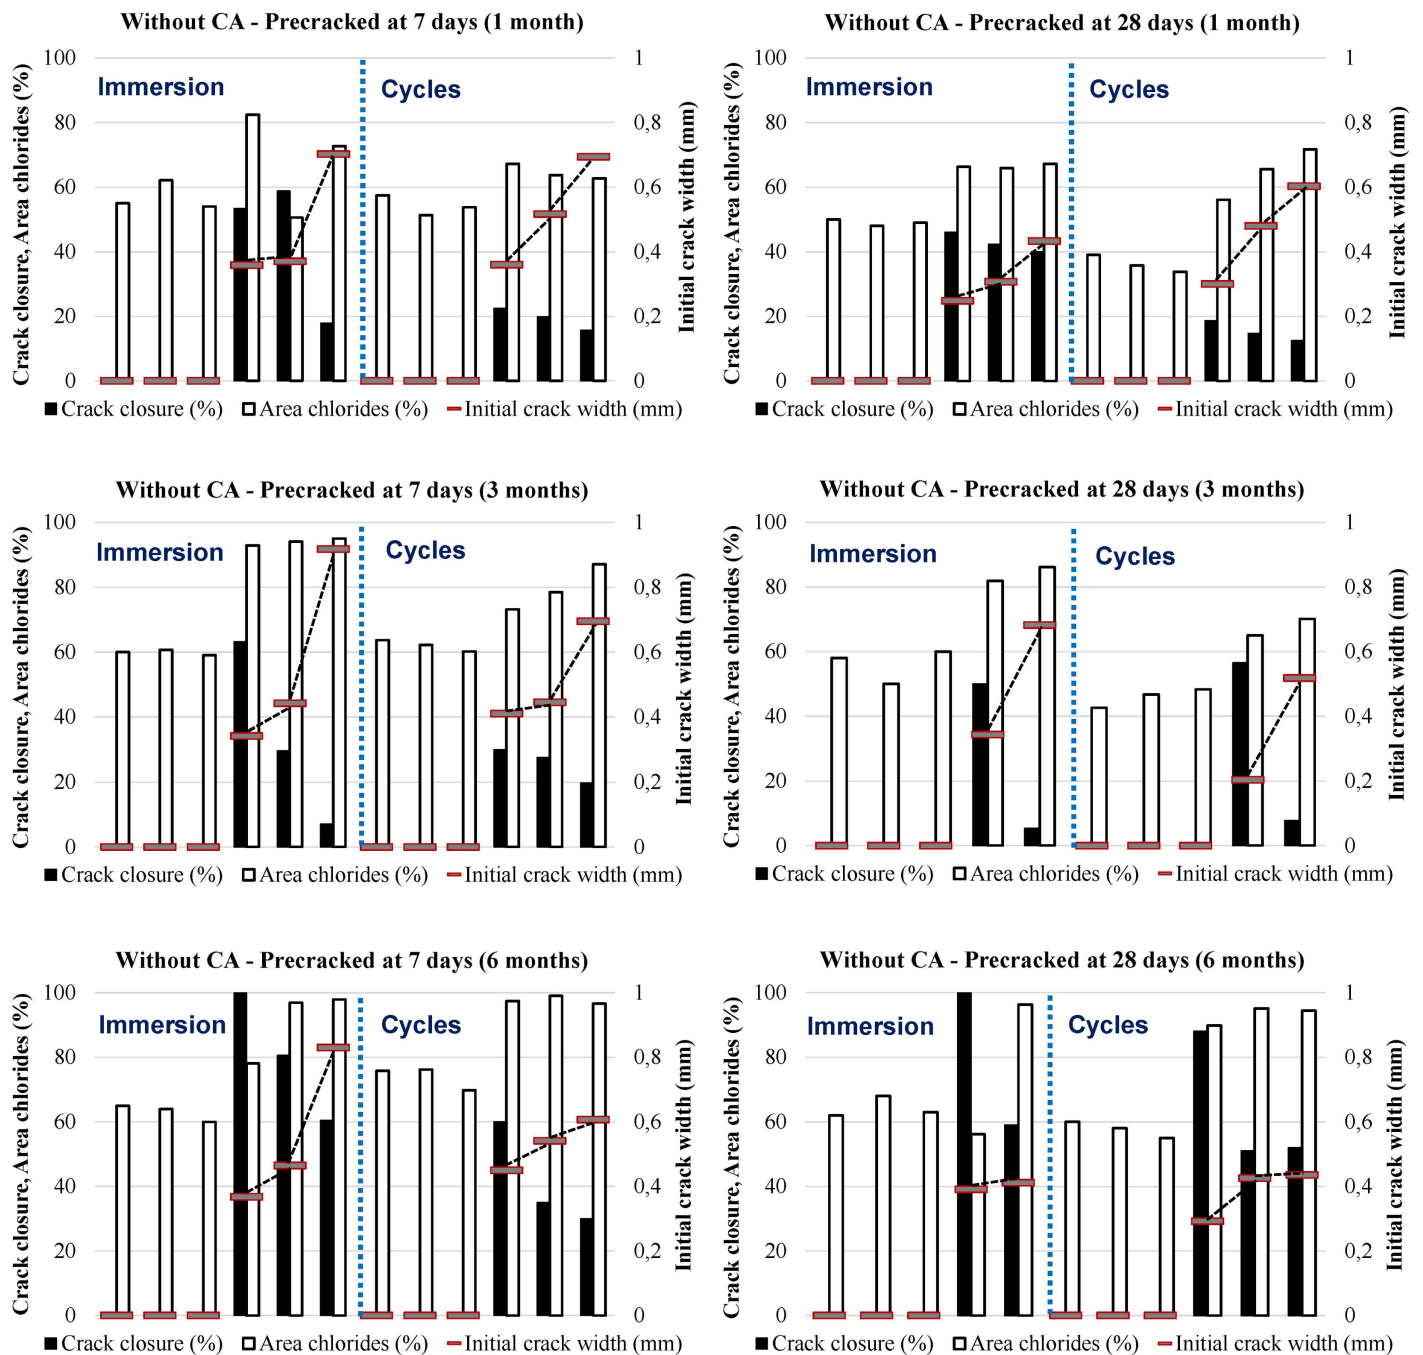 Without CA - Precracked at 7 days (1 month)
Crack closure, Area chlorides (%)
100
80
60
40
20
0
Immersion
Cycles
1
0,8
0,6
0,4
0,2
0
Initial crack width (mm)
Crack closure (%) Area chlorides (%) Initial crack width (mm)
Without CA - Precracked at 28 days (1 month)
Crack closure, Area chlorides (%)
100
80
60
40
20
0
Immersion
Cycles
1
0,8
0,6
0,4
0,2
0
Initial crack width (mm)
Crack closure (%) Area chlorides (%) Initial crack width (mm)
Without CA - Precracked at 7 days (3 months)
Crack closure, Area chlorides (%)
100
80
60
40
20
0
Immersion
Cycles
1
0,8
0,6
0,4
0,2
0
Initial crack width (mm)
Crack closure (%) Area chlorides (%) Initial crack width (mm)
Without CA - Precracked at 28 days (3 months)
Crack closure, Area chlorides (%)
100
80
60
40
20
0
Immersion
Cycles
1
0,8
0,6
0,4
0,2
0
Initial crack width (mm)
Crack closure (%) Area chlorides (%) Initial crack width (mm)
Without CA - Precracked at 7 days (6 months)
Crack closure, Area chlorides (%)
100
80
60
40
20
0
Immersion
Cycles
1
0,8
0,6
0,4
0,2
0
Initial crack width (mm)
Crack closure (%) Area chlorides (%) Initial crack width (mm)
Without CA - Precracked at 28 days (6 months)
Crack closure, Area chlorides (%)
100
80
60
40
20
0
Immersion
Cycles
1
0,8
0,6
0,4
0,2
0
Initial crack width (mm)
Crack closure (%) Area chlorides (%) Initial crack width (mm)